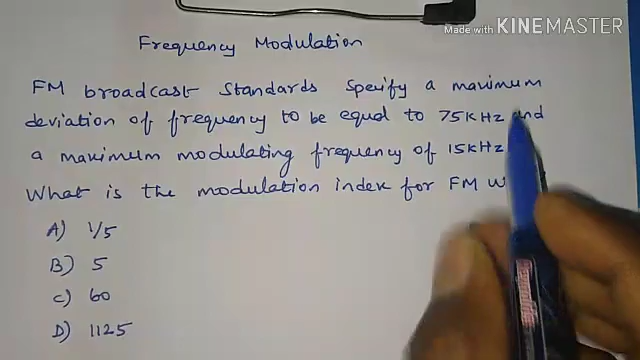 Made with KINEMASTER
Frequency Modulation
FM broadcast Standards Specify a maximum
deviation of frequency to be equal to 75KHz and
a maximum modulating frequency of 15KHz
What is the modulation index for FM
A) 1/5
B) 5
C) 60
D) 1125